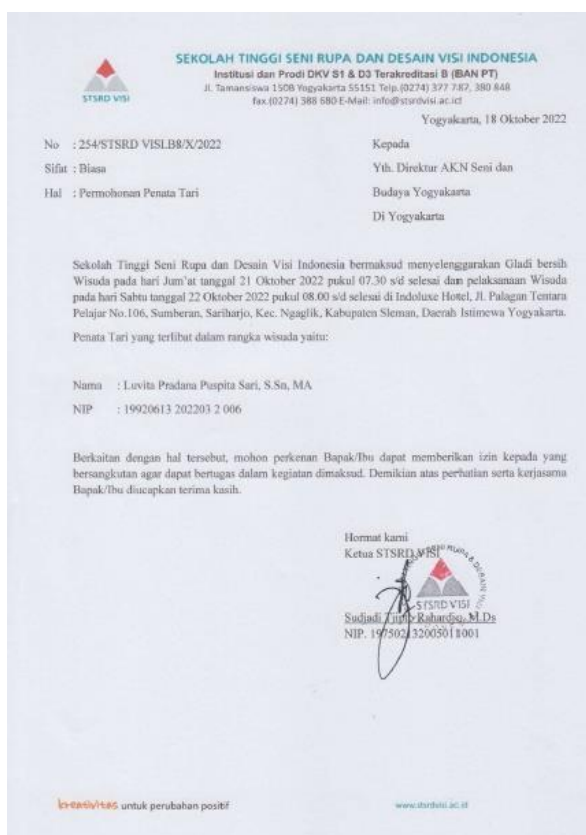 SEKOLAH TINGGI SENI RUPA DAN DESAIN VISI INDONESIA
Institusi dan Prodi DKV S1 & D3 Terakreditasi B (BAN PT)
Jl. Tamansiswa 150B Yogyakarta 55151 Telp.(0274) 377 787, 380 848
fax.(0274) 388 680 E-Mail: info@stsrdvisi.ac.id
STSRD VISI
Yogyakarta, 18 Oktober 2022
No : 254/STSRD VISI.B8/X/2022
Sifat : Biasa
Hal : Permohonan Penata Tari
Kepada
Yth. Direktur AKN Seni dan
Budaya Yogyakarta
Di Yogyakarta
Sekolah Tinggi Seni Rupa dan Desain Visi Indonesia bermaksud menyelenggarakan Gladi bersih
Wisuda pada hari Jum'at tanggal 21 Oktober 2022 pukul 07.30 s/d selesai dan pelaksanaan Wisuda
pada hari Sabtu tanggal 22 Oktober 2022 pukul 08.00 s/d selesai di Indoluxe Hotel, Jl. Palagan Tentara
Pelajar No.106, Sumberan, Sariharjo, Kec. Ngaglik, Kabupaten Sleman, Daerah Istimewa Yogyakarta.
Penata Tari yang terlibat dalam rangka wisuda yaitu:
Nama : Luvita Pradana Puspita Sari, S.Sn, MA
NIP : 19920613 202203 2 006
Berkaitan dengan hal tersebut, mohon perkenan Bapak/Ibu dapat memberikan izin kepada yang
bersangkutan agar dapat bertugas dalam kegiatan dimaksud. Demikian atas perhatian serta kerjasama
Bapak/Ibu diucapkan terima kasih.
Hormat kami
Ketua STSRD VISI
STSRD VISI
Sudjadi Tjipto Rahardjo, M.Ds
NIP. 197502132005011001
kreativitas untuk perubahan positif
www.stsrdvisi.ac.id